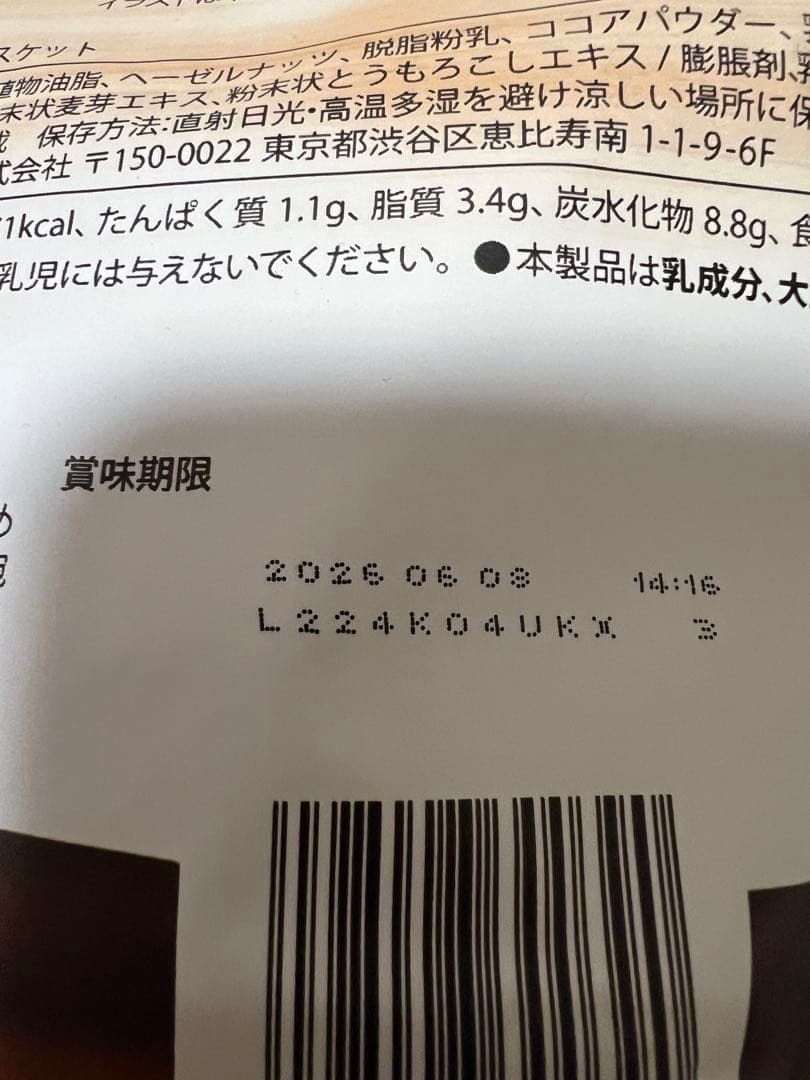 スケット
植物油脂、ヘーゼルナッツ、脱脂粉乳、ココアパウダー、乳
末状麦芽エキス、粉末状とうもろこしエキス / 膨脹剤、乳
保存方法:直射日光・高温多湿を避け涼しい場所に保
式会社 〒150-0022 東京都渋谷区恵比寿南 1-1-9-6F
1kcal、たんぱく質 1.1g、脂質 3.4g、炭水化物 8.8g、食
乳児には与えないでください。 ●本製品は乳成分、大
賞味期限
め
2026 06 08 14:16
L224K04UKX 3